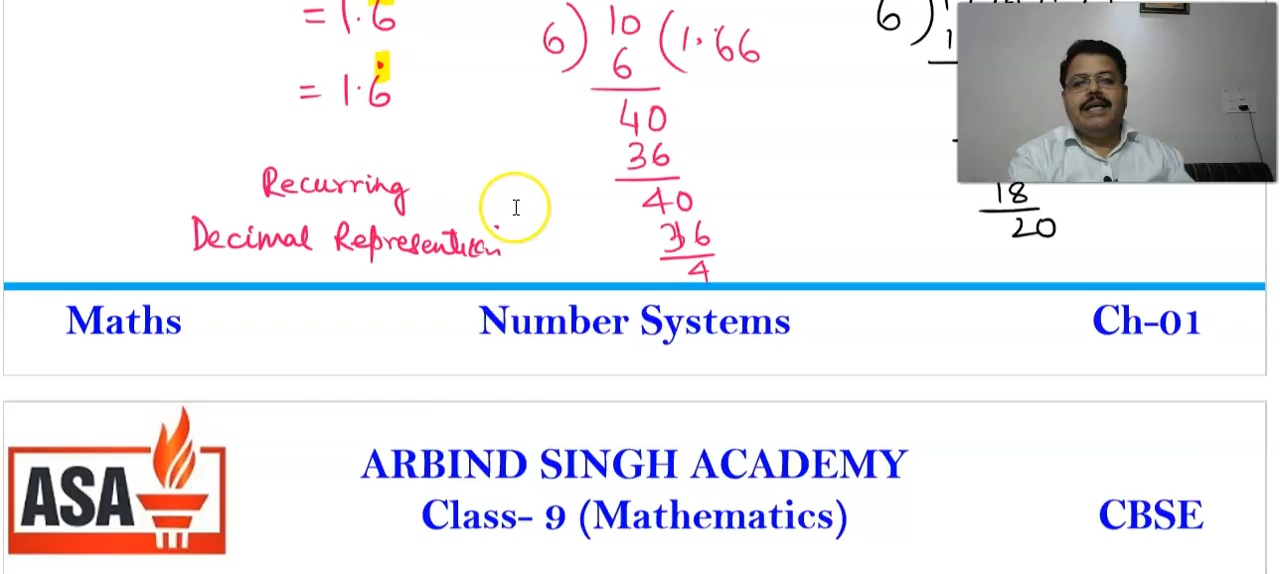 = 1.6
= 1.6̇
Recurring
Decimal Representation
6) 10 (1.66
6
40
36
40
36
4
6)
18
20
Maths Number Systems Ch-01
ASA
ARBIND SINGH ACADEMY
Class- 9 (Mathematics) CBSE